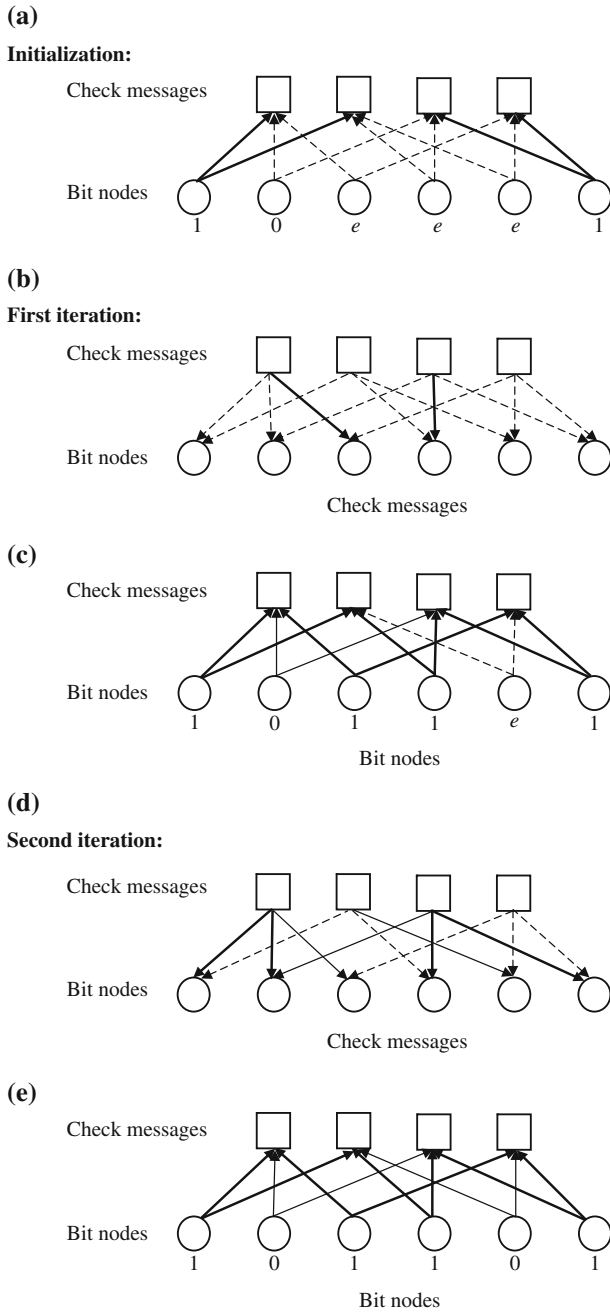 (a)
Initialization:
Check messages
Bit nodes
1 0 e e e 1
(b)
First iteration:
Check messages
Bit nodes
Check messages
(c)
Check messages
Bit nodes
1 0 1 1 e 1
Bit nodes
(d)
Second iteration:
Check messages
Bit nodes
Check messages
(e)
Check messages
Bit nodes
1 0 1 1 0 1
Bit nodes